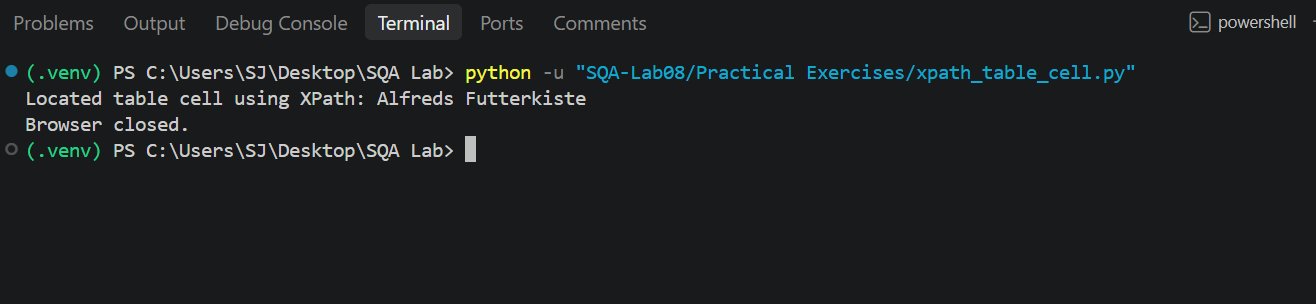 Problems Output Debug Console Terminal Ports Comments powershell
(.venv) PS C:\Users\SJ\Desktop\SQA Lab> python -u "SQA-Lab08/Practical Exercises/xpath_table_cell.py"
Located table cell using XPath: Alfreds Futterkiste
Browser closed.
(.venv) PS C:\Users\SJ\Desktop\SQA Lab>